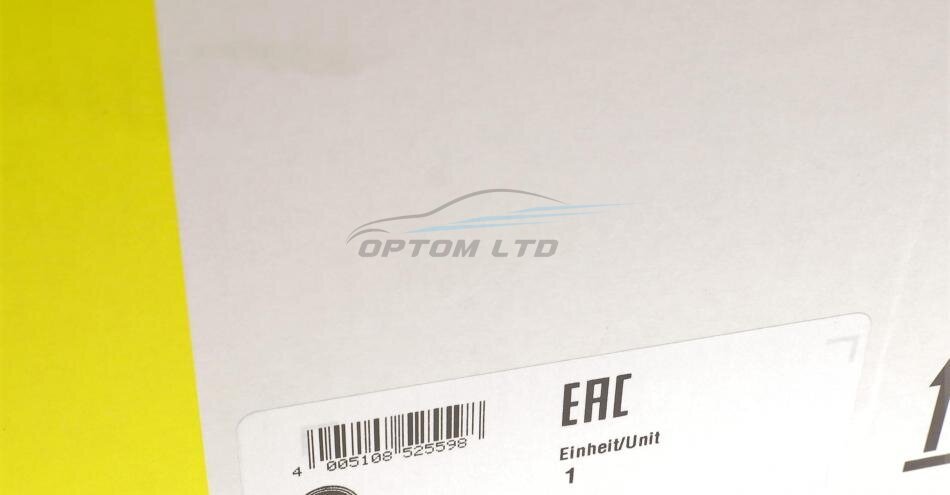 OPTOM LTD
EAC
Einheit/Unit
1
4 005108 525598